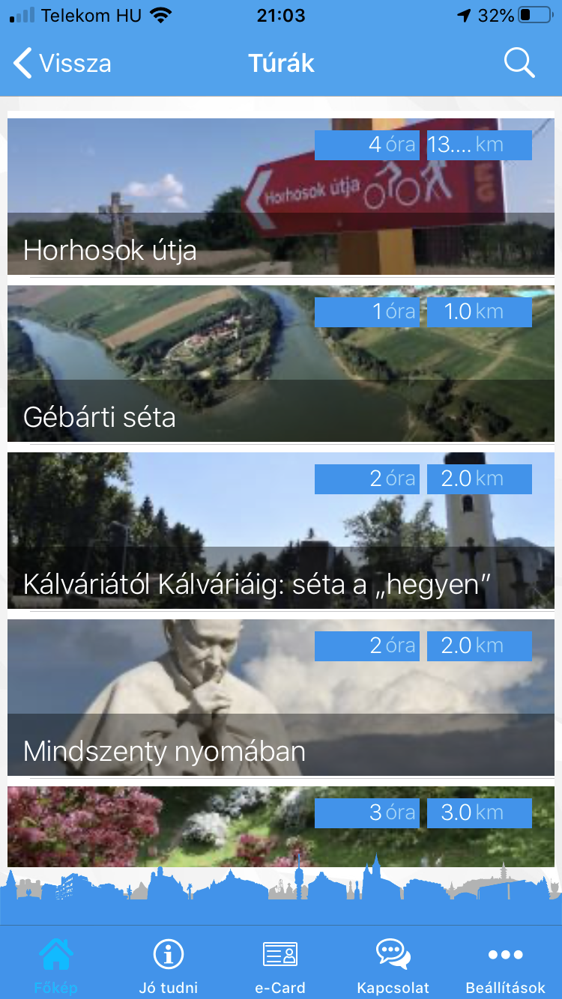 Telekom HU 21:03 32%
Vissza Túrák
4 óra 13.... km
Horhosok útja
Horhosok útja
1 óra 1.0 km
Gébárti séta
2 óra 2.0 km
Kálváriától Kálváriáig: séta a „hegyen”
2 óra 2.0 km
Mindszenty nyomában
3 óra 3.0 km
Főkép Jó tudni e-Card Kapcsolat Beállítások